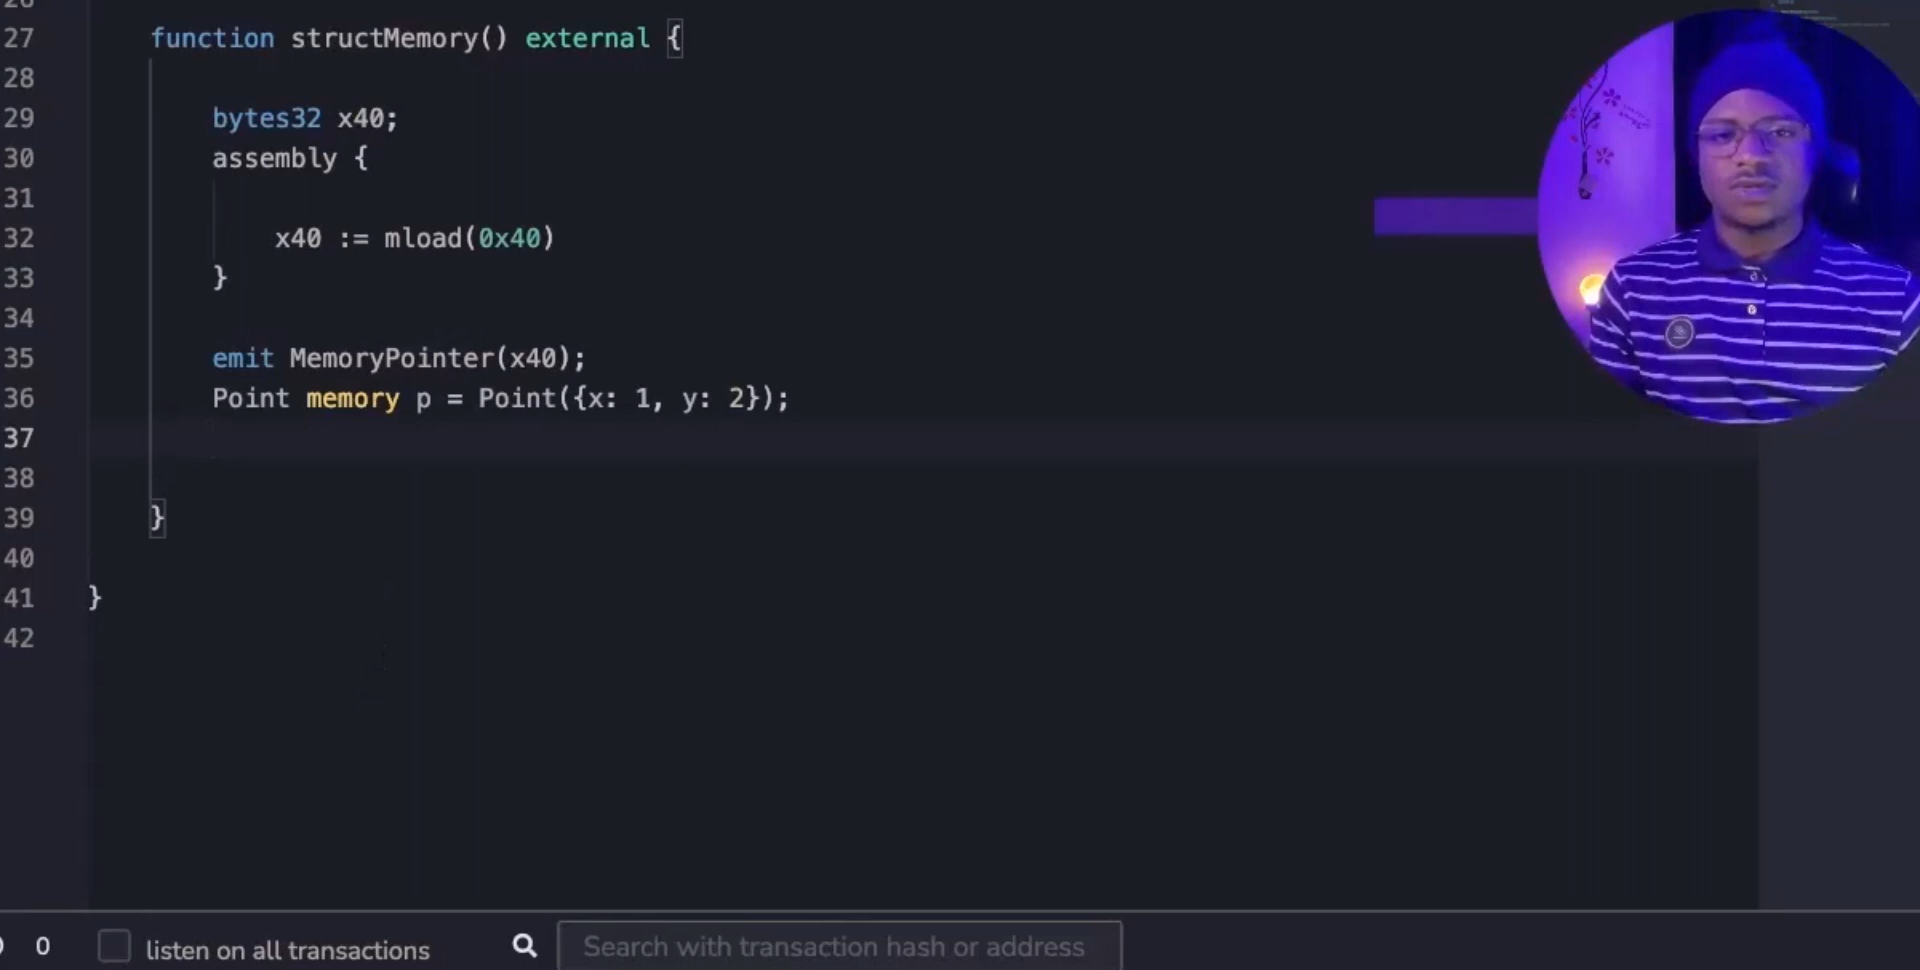 27 function structMemory() external {
28
29 bytes32 x40;
30 assembly {
31
32 x40 := mload(0x40)
33 }
34
35 emit MemoryPointer(x40);
36 Point memory p = Point({x: 1, y: 2});
37
38
39 }
40
41 }
42
0 listen on all transactions Search with transaction hash or address